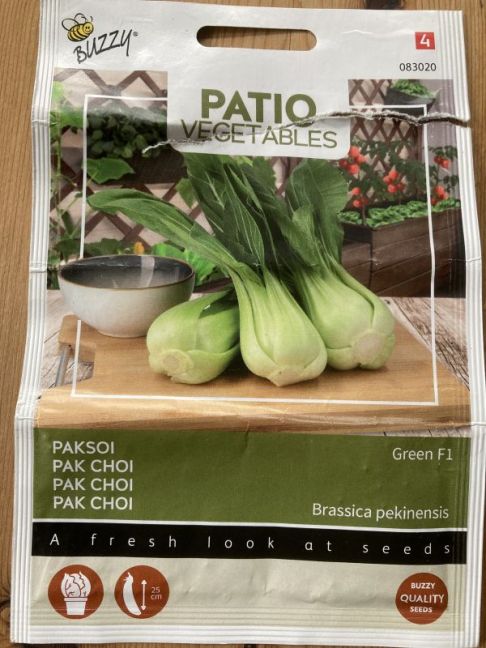 BUZZY®
4
083020
PATIO
VEGETABLES
PAKSOI
PAK CHOI
PAK CHOI
PAK CHOI
Green F1
Brassica pekinensis
A fresh look at seeds
25
cm
BUZZY
QUALITY
SEEDS